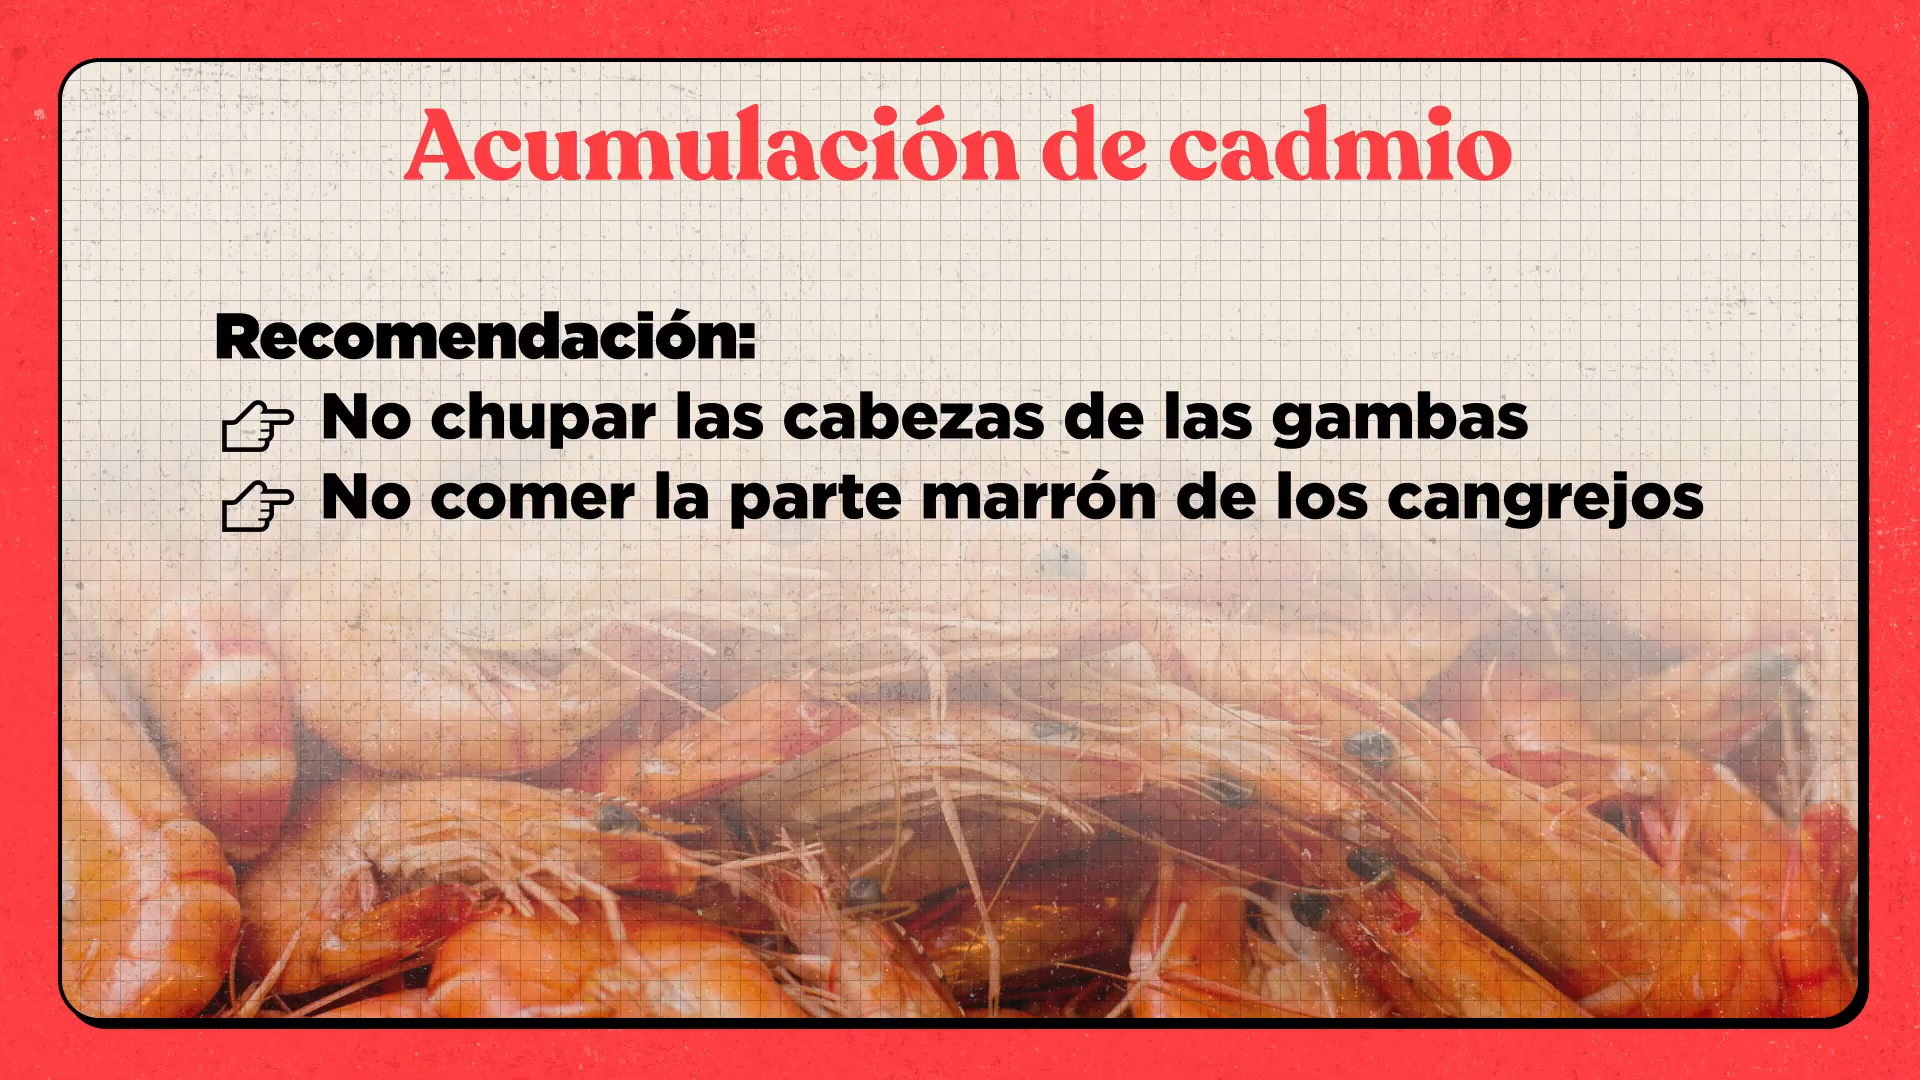 Acumulación de cadmio
Recomendación:
No chupar las cabezas de las gambas
No comer la parte marrón de los cangrejos